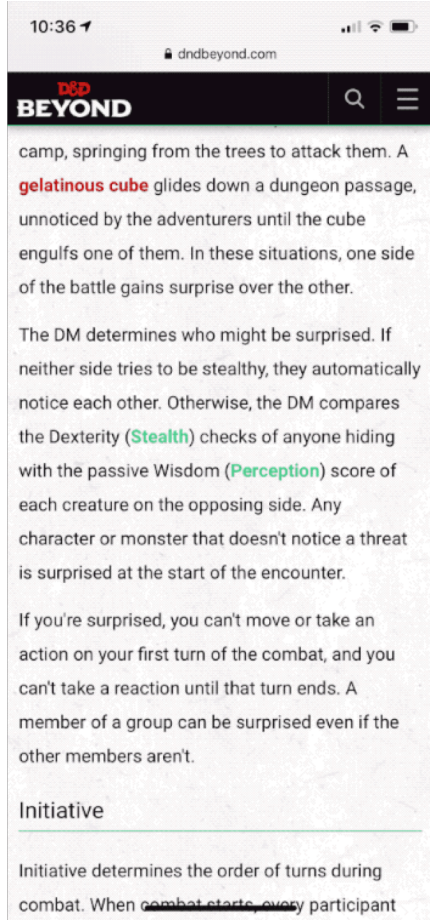 10:36
dndbeyond.com
D&D
BEYOND
camp, springing from the trees to attack them. A
gelatinous cube glides down a dungeon passage,
unnoticed by the adventurers until the cube
engulfs one of them. In these situations, one side
of the battle gains surprise over the other.
The DM determines who might be surprised. If
neither side tries to be stealthy, they automatically
notice each other. Otherwise, the DM compares
the Dexterity (Stealth) checks of anyone hiding
with the passive Wisdom (Perception) score of
each creature on the opposing side. Any
character or monster that doesn't notice a threat
is surprised at the start of the encounter.
If you're surprised, you can't move or take an
action on your first turn of the combat, and you
can't take a reaction until that turn ends. A
member of a group can be surprised even if the
other members aren't.
Initiative
Initiative determines the order of turns during
combat. When combat starts, every participant